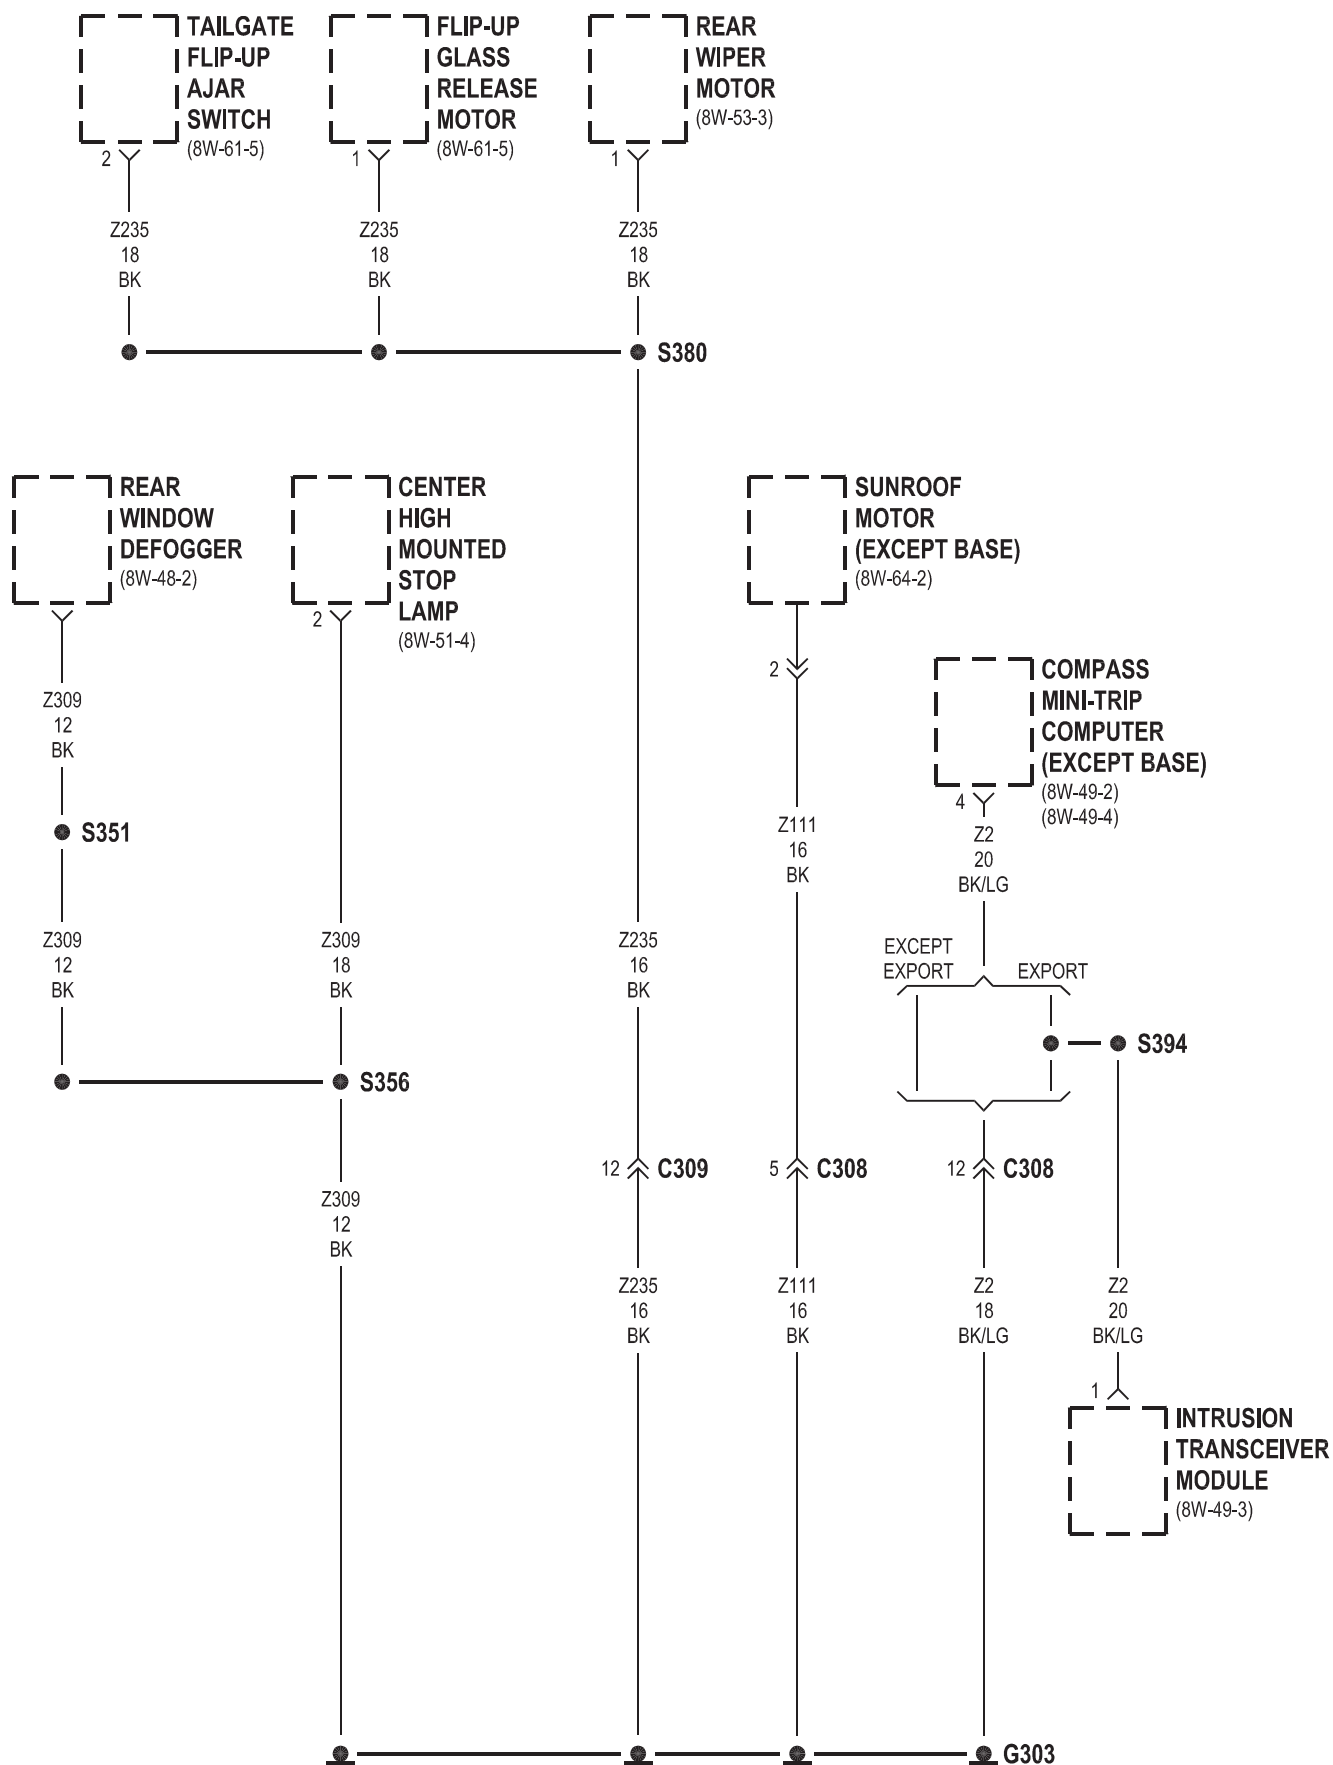 TAILGATE
FLIP-UP
AJAR
SWITCH
(8W-61-5)
2
FLIP-UP
GLASS
RELEASE
MOTOR
(8W-61-5)
1
REAR
WIPER
MOTOR
(8W-53-3)
1
Z235
18
BK
Z235
18
BK
Z235
18
BK
S380
REAR
WINDOW
DEFOGGER
(8W-48-2)
CENTER
HIGH
MOUNTED
STOP
LAMP
(8W-51-4)
2
SUNROOF
MOTOR
(EXCEPT BASE)
(8W-64-2)
2
COMPASS
MINI-TRIP
COMPUTER
(EXCEPT BASE)
(8W-49-2)
(8W-49-4)
4
Z309
12
BK
S351
Z111
16
BK
Z2
20
BK/LG
Z309
12
BK
Z309
18
BK
Z235
16
BK
EXCEPT
EXPORT
EXPORT
S394
S356
12
C309
5
C308
12
C308
Z309
12
BK
Z235
16
BK
Z111
16
BK
Z2
18
BK/LG
Z2
20
BK/LG
1
INTRUSION
TRANSCEIVER
MODULE
(8W-49-3)
G303